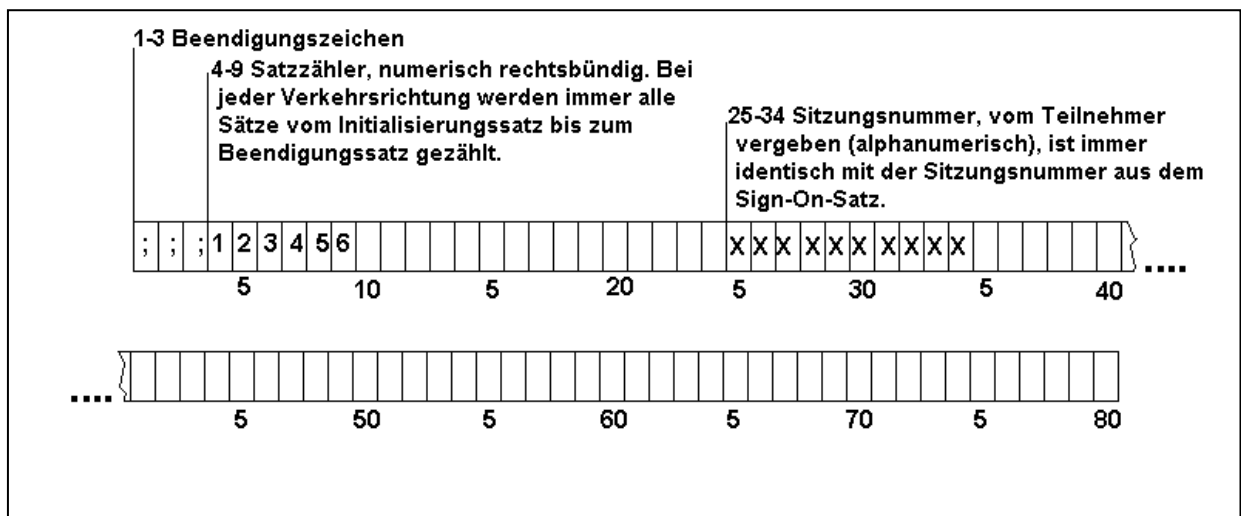 1-3 Beendigungszeichen
4-9 Satzzähler, numerisch rechtsbündig. Bei
jeder Verkehrsrichtung werden immer alle
Sätze vom Initialisierungssatz bis zum
Beendigungssatz gezählt.
25-34 Sitzungsnummer, vom Teilnehmer
vergeben (alphanumerisch), ist immer
identisch mit der Sitzungsnummer aus dem
Sign-On-Satz.
; ; ; 1 2 3 4 5 6 X X X X X X X X X X ....
5 10 5 20 5 30 5 40
....
5 50 5 60 5 70 5 80